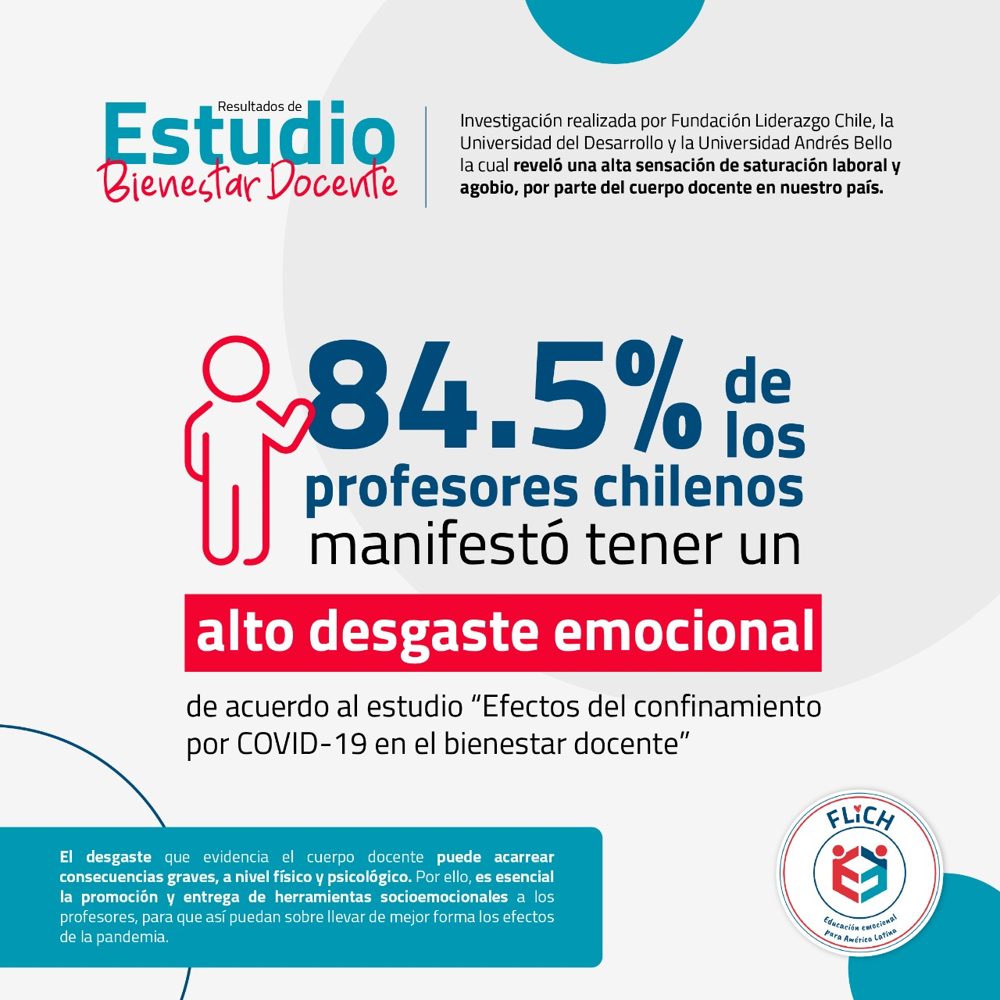 Resultados de
Estudio
Bienestar Docente
Investigación realizada por Fundación Liderazgo Chile, la
Universidad del Desarrollo y la Universidad Andrés Bello
la cual reveló una alta sensación de saturación laboral y
agobio, por parte del cuerpo docente en nuestro país.
84.5% de
los
profesores chilenos
manifestó tener un
alto desgaste emocional
de acuerdo al estudio “Efectos del confinamiento
por COVID-19 en el bienestar docente”
El desgaste que evidencia el cuerpo docente puede acarrear
consecuencias graves, a nivel físico y psicológico. Por ello, es esencial
la promoción y entrega de herramientas socioemocionales a los
profesores, para que así puedan sobre llevar de mejor forma los efectos
de la pandemia.
FLiCH
Educación emocional
para América Latina